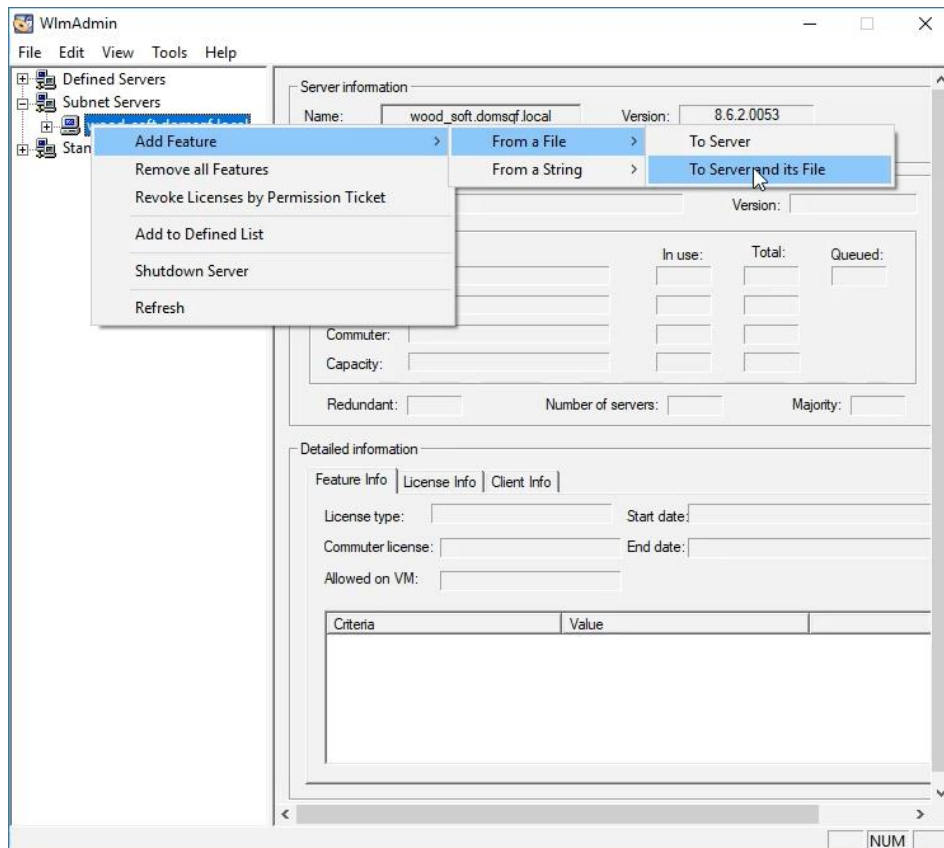 WlmAdmin
File Edit View Tools Help
Defined Servers
Subnet Servers
wood_soft.domsqf.local
Stan
Add Feature
Remove all Features
Revoke Licenses by Permission Ticket
Add to Defined List
Shutdown Server
Refresh
From a File
From a String
To Server
To Server and its File
Server information
Name: wood_soft.domsqf.local Version: 8.6.2.0053
Version:
In use: Total: Queued:
Commuter:
Capacity:
Redundant: Number of servers: Majority:
Detailed information
Feature Info License Info Client Info
License type: Start date:
Commuter license: End date:
Allowed on VM:
Criteria Value
NUM